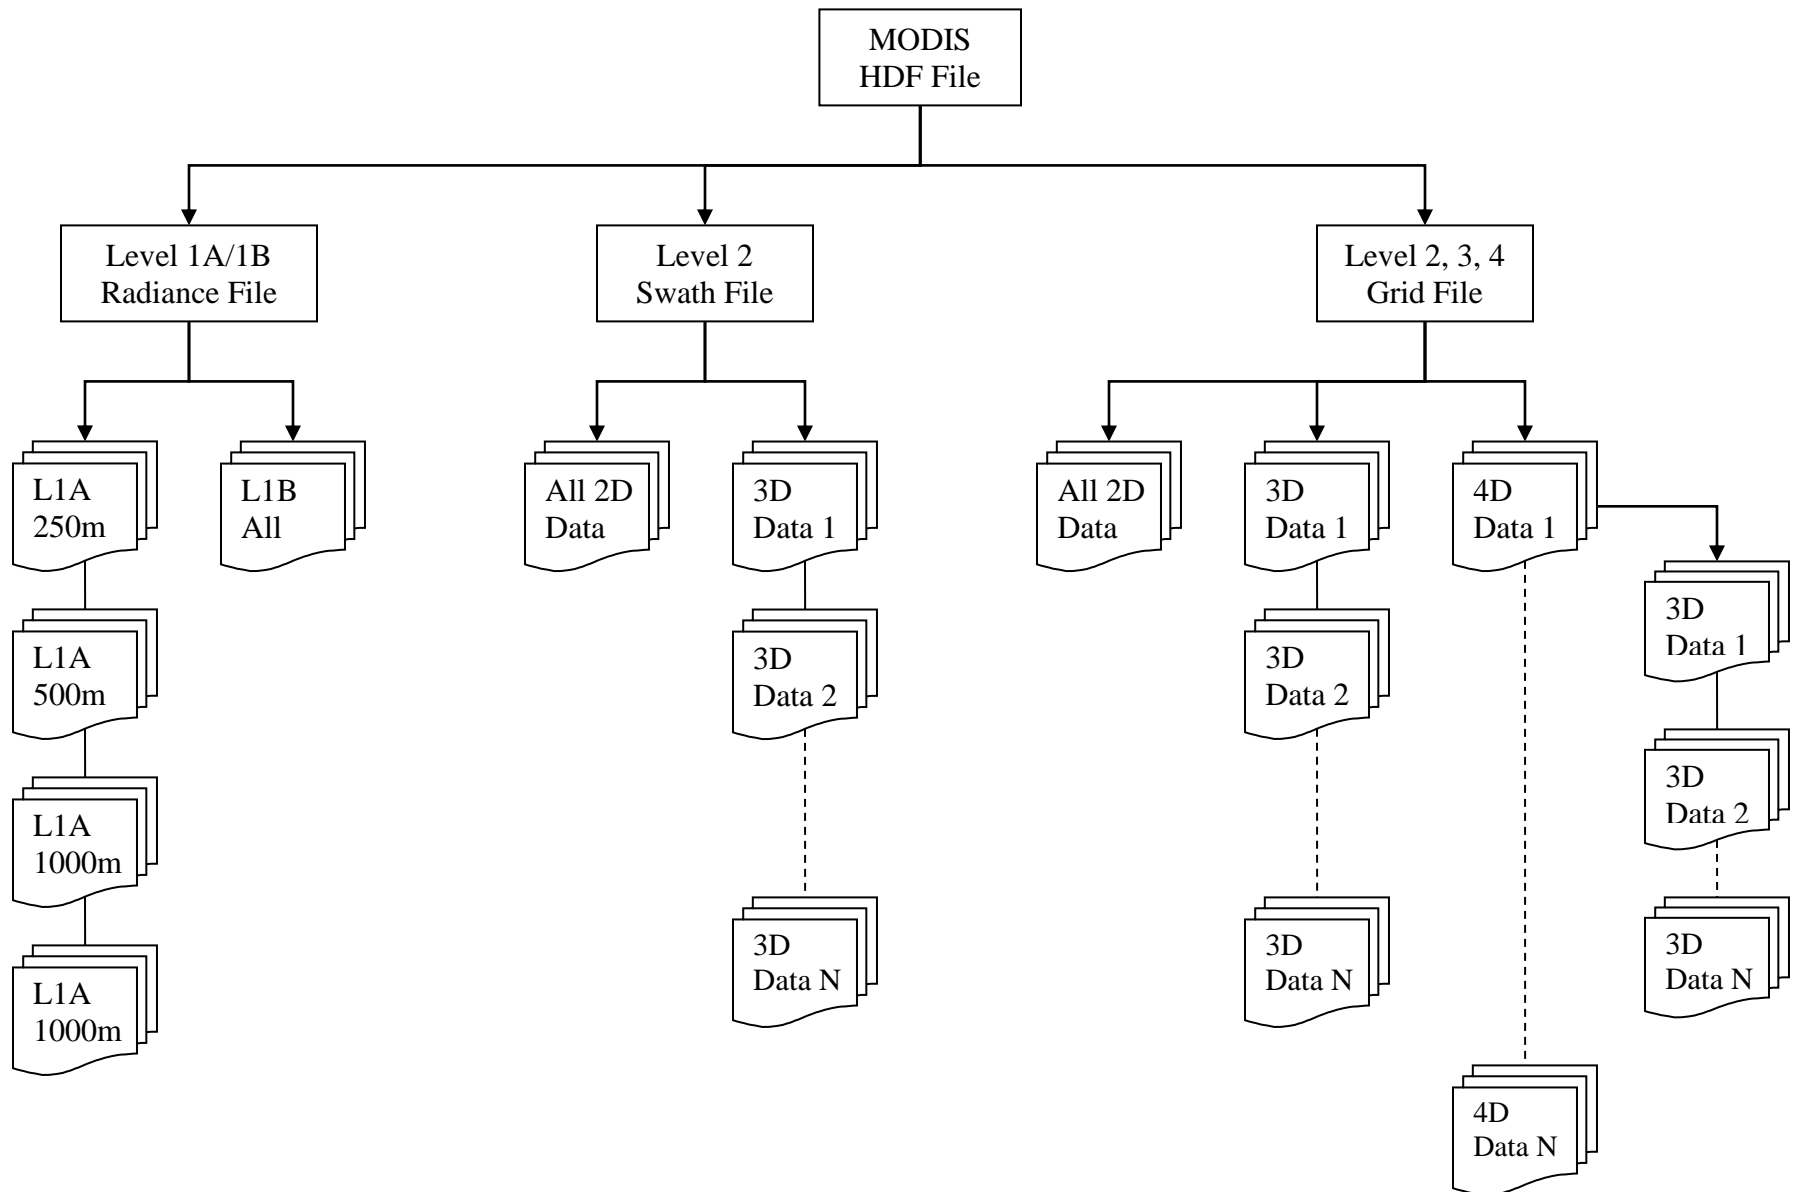 MODIS
HDF File
Level 1A/1B
Radiance File
Level 2
Swath File
Level 2, 3, 4
Grid File
L1A
250m
L1B
All
All 2D
Data
3D
Data 1
All 2D
Data
3D
Data 1
4D
Data 1
3D
Data 1
L1A
500m
3D
Data 2
3D
Data 2
3D
Data 2
L1A
1000m
3D
Data N
3D
Data N
3D
Data N
L1A
1000m
4D
Data N